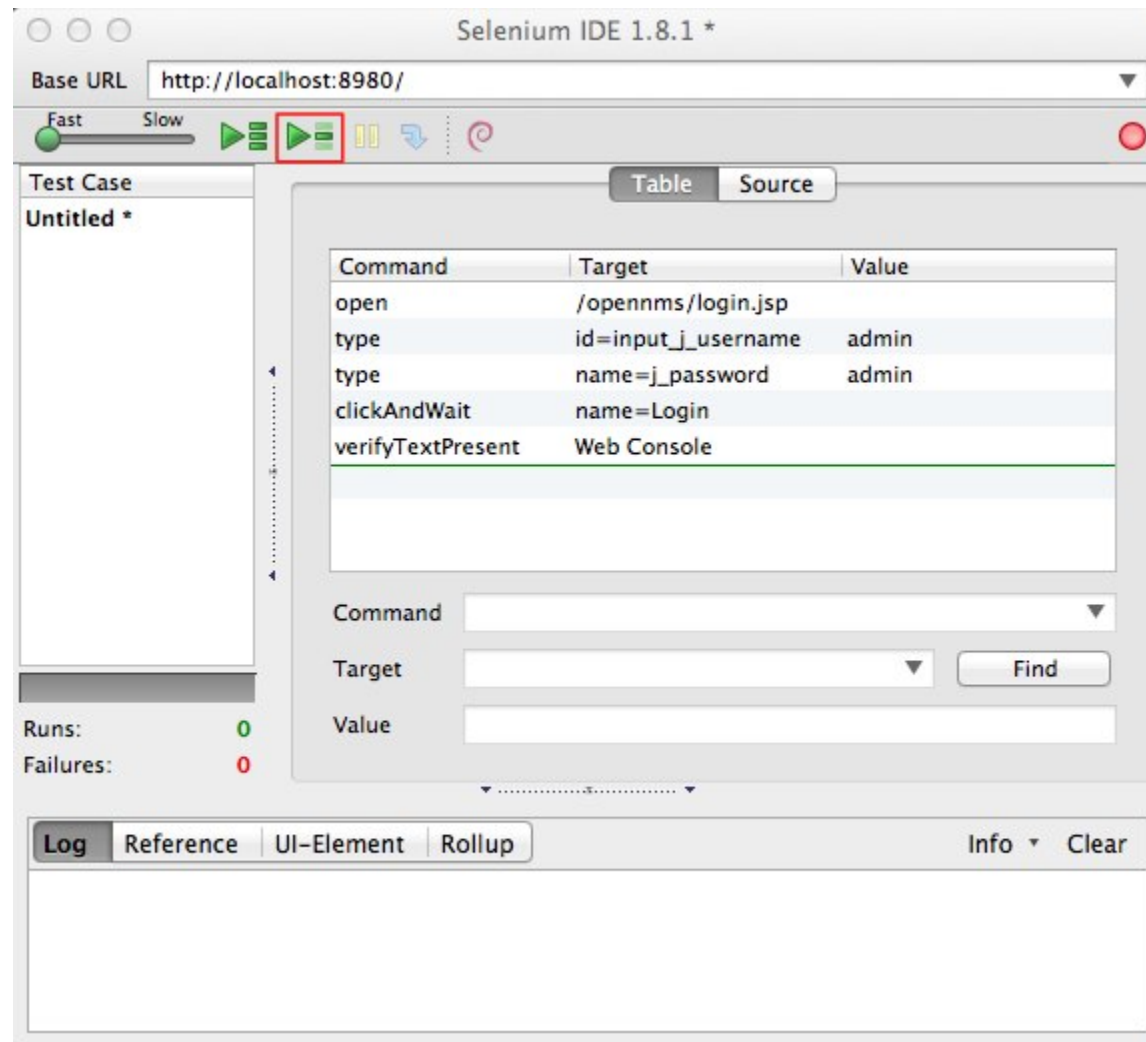 Selenium IDE 1.8.1 *
Base URL http://localhost:8980/
Fast Slow
Test Case
Untitled *
Table Source
Command Target Value
open /opennms/login.jsp
type id=input_j_username admin
type name=j_password admin
clickAndWait name=Login
verifyTextPresent Web Console
Command
Target Find
Value
Runs: 0
Failures: 0
Log Reference UI-Element Rollup Info Clear